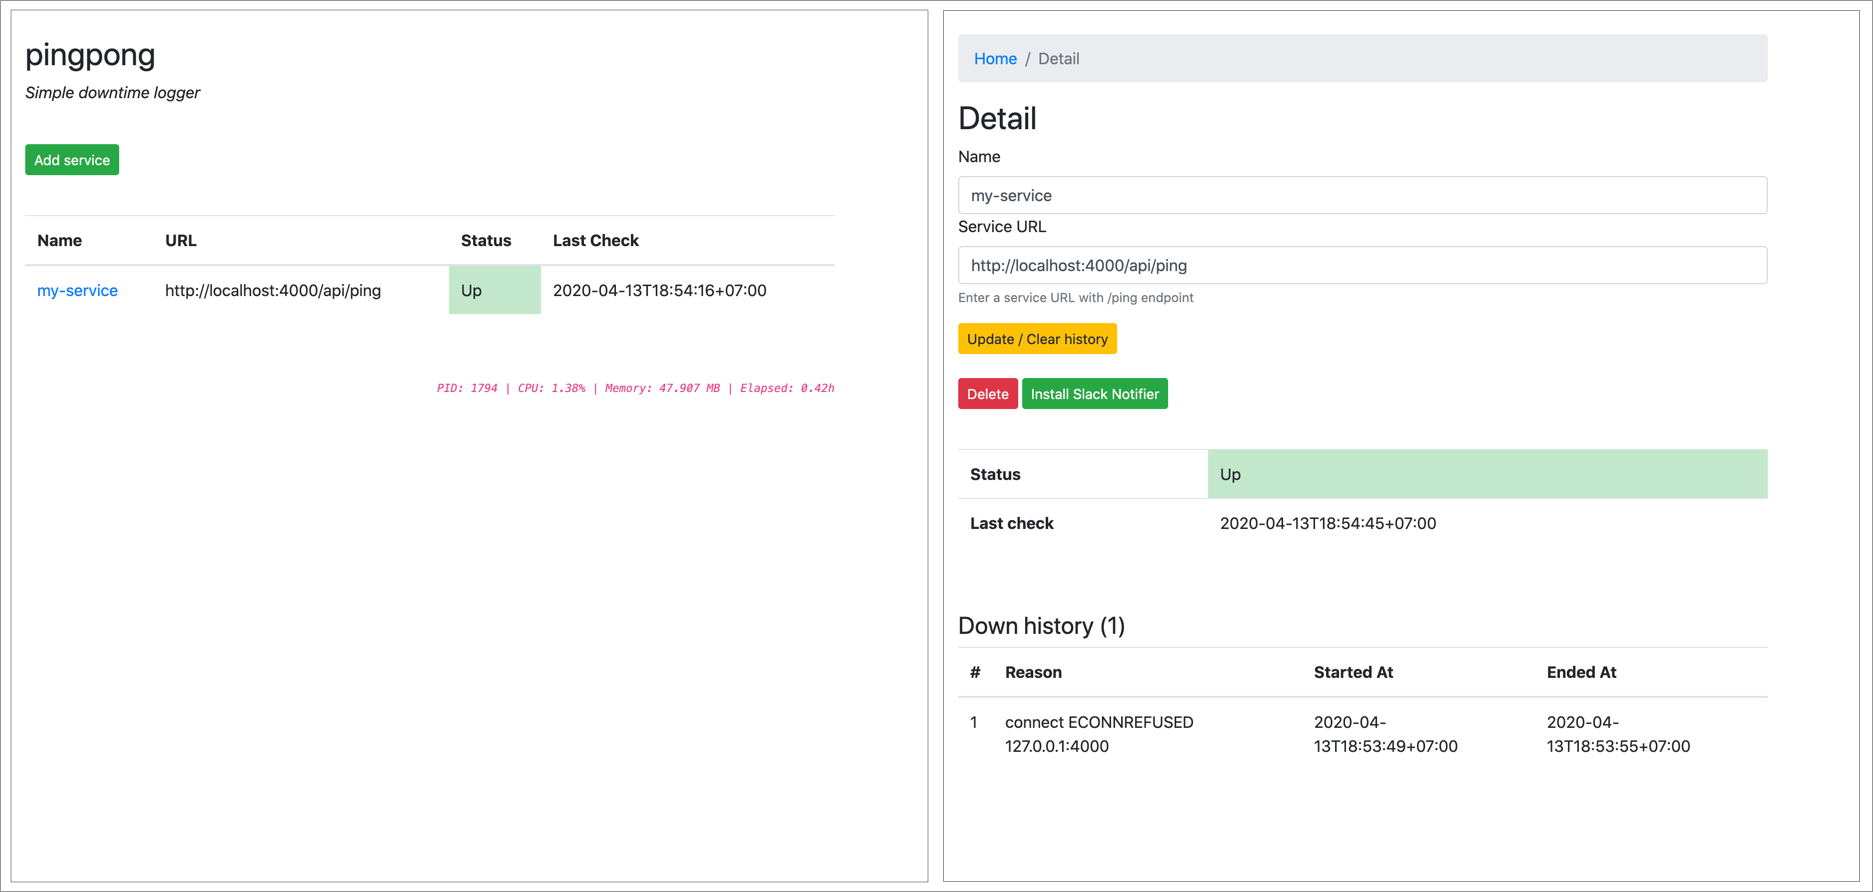 pingpong
Simple downtime logger
Add service
Name URL Status Last Check
my-service http://localhost:4000/api/ping Up 2020-04-13T18:54:16+07:00
PID: 1794 | CPU: 1.38% | Memory: 47.907 MB | Elapsed: 0.42h
Home / Detail
Detail
Name
my-service
Service URL
http://localhost:4000/api/ping
Enter a service URL with /ping endpoint
Update / Clear history
Delete Install Slack Notifier
Status Up
Last check 2020-04-13T18:54:45+07:00
Down history (1)
# Reason Started At Ended At
1 connect ECONNREFUSED 2020-04- 2020-04-
127.0.0.1:4000 13T18:53:49+07:00 13T18:53:55+07:00